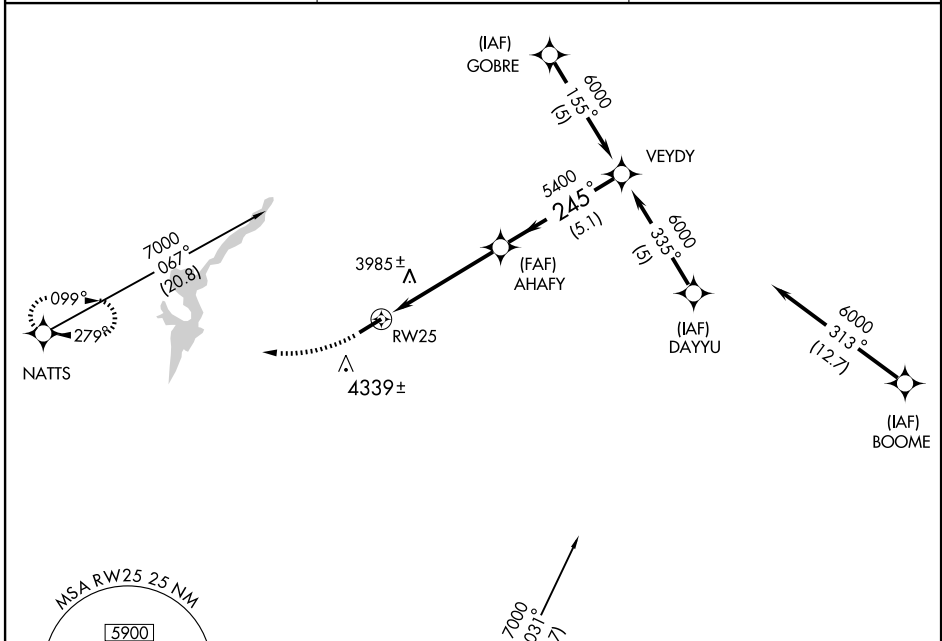 (IAF)
GOBRE
6000
155°
(5)
VEYDY
5400
245°
(5.1)
6000
335°
(5)
7000
067°
(20.8)
3985±
(FAF)
AHAFY
099°
279°
NATTS
RW25
4339±
(IAF)
DAYYU
6000
313°
(12.7)
(IAF)
BOOME
MSA RW25 25 NM
5900
7000